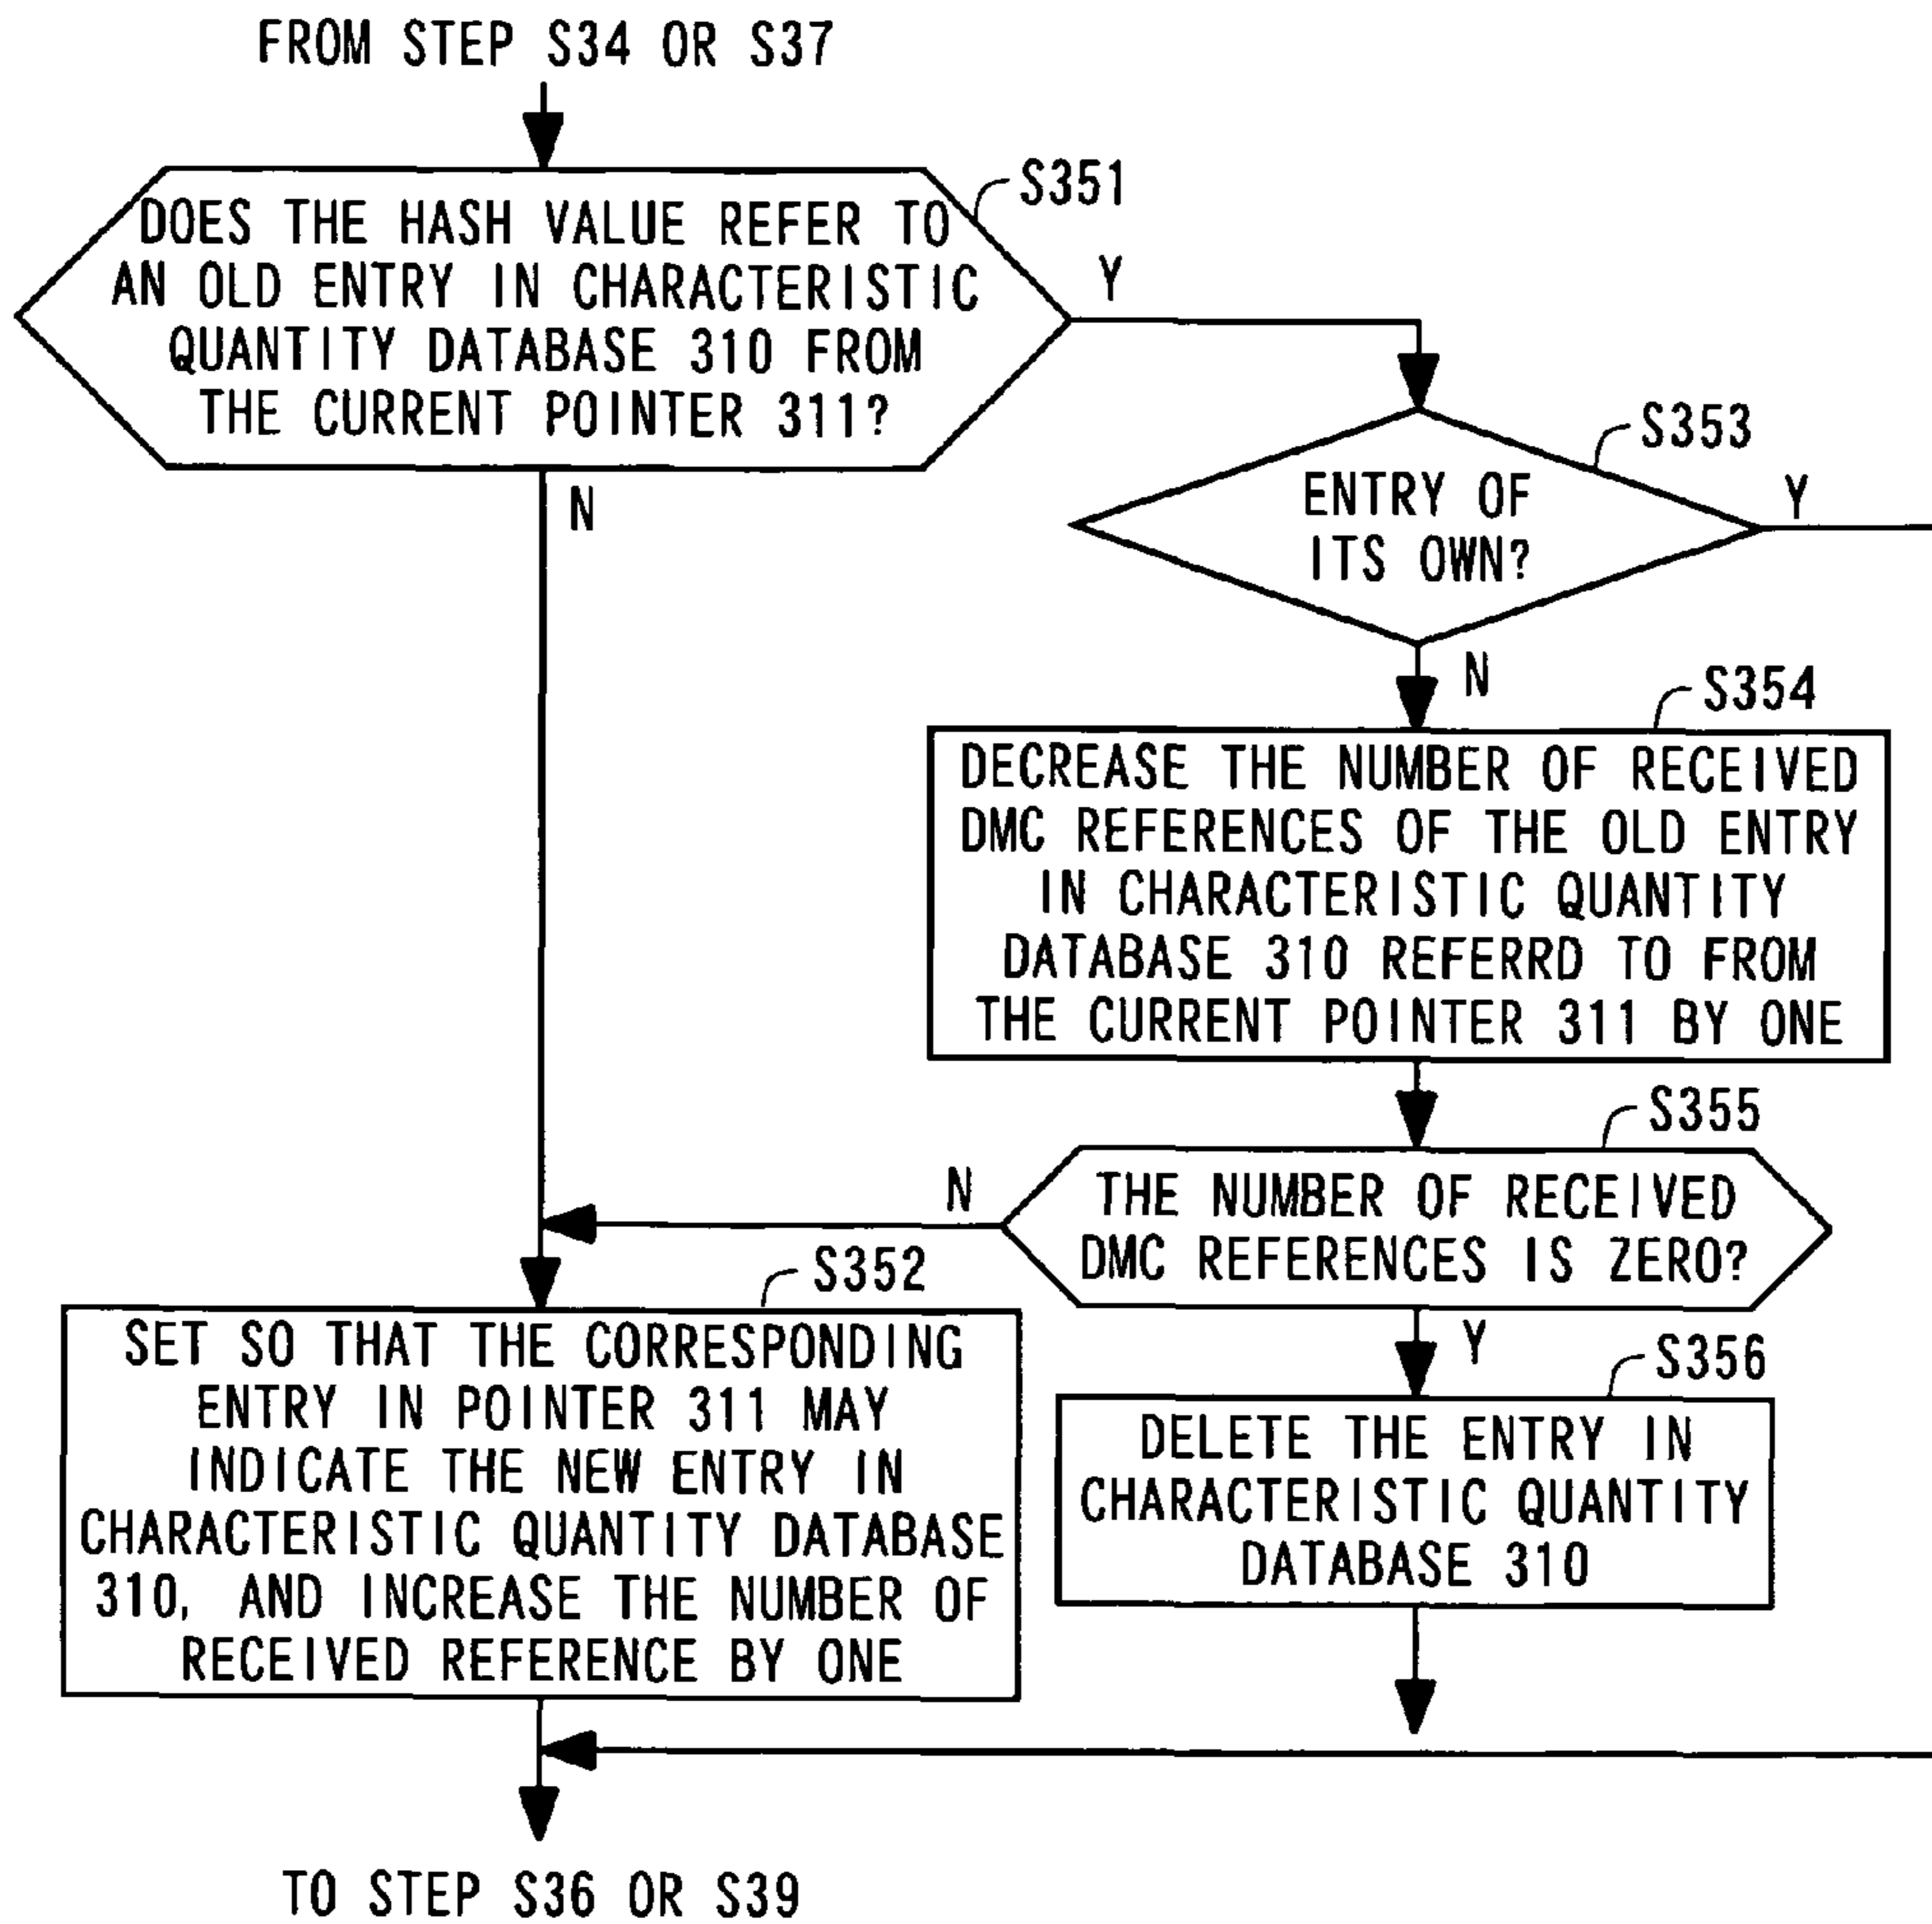 FROM STEP S34 OR S37
S351
DOES THE HASH VALUE REFER TO
AN OLD ENTRY IN CHARACTERISTIC
QUANTITY DATABASE 310 FROM
THE CURRENT POINTER 311?
Y
N
S353
ENTRY OF
ITS OWN?
Y
N
S354
DECREASE THE NUMBER OF RECEIVED
DMC REFERENCES OF THE OLD ENTRY
IN CHARACTERISTIC QUANTITY
DATABASE 310 REFERRD TO FROM
THE CURRENT POINTER 311 BY ONE
S355
THE NUMBER OF RECEIVED
DMC REFERENCES IS ZERO?
N
Y
S352
SET SO THAT THE CORRESPONDING
ENTRY IN POINTER 311 MAY
INDICATE THE NEW ENTRY IN
CHARACTERISTIC QUANTITY DATABASE
310, AND INCREASE THE NUMBER OF
RECEIVED REFERENCE BY ONE
S356
DELETE THE ENTRY IN
CHARACTERISTIC QUANTITY
DATABASE 310
TO STEP S36 OR S39